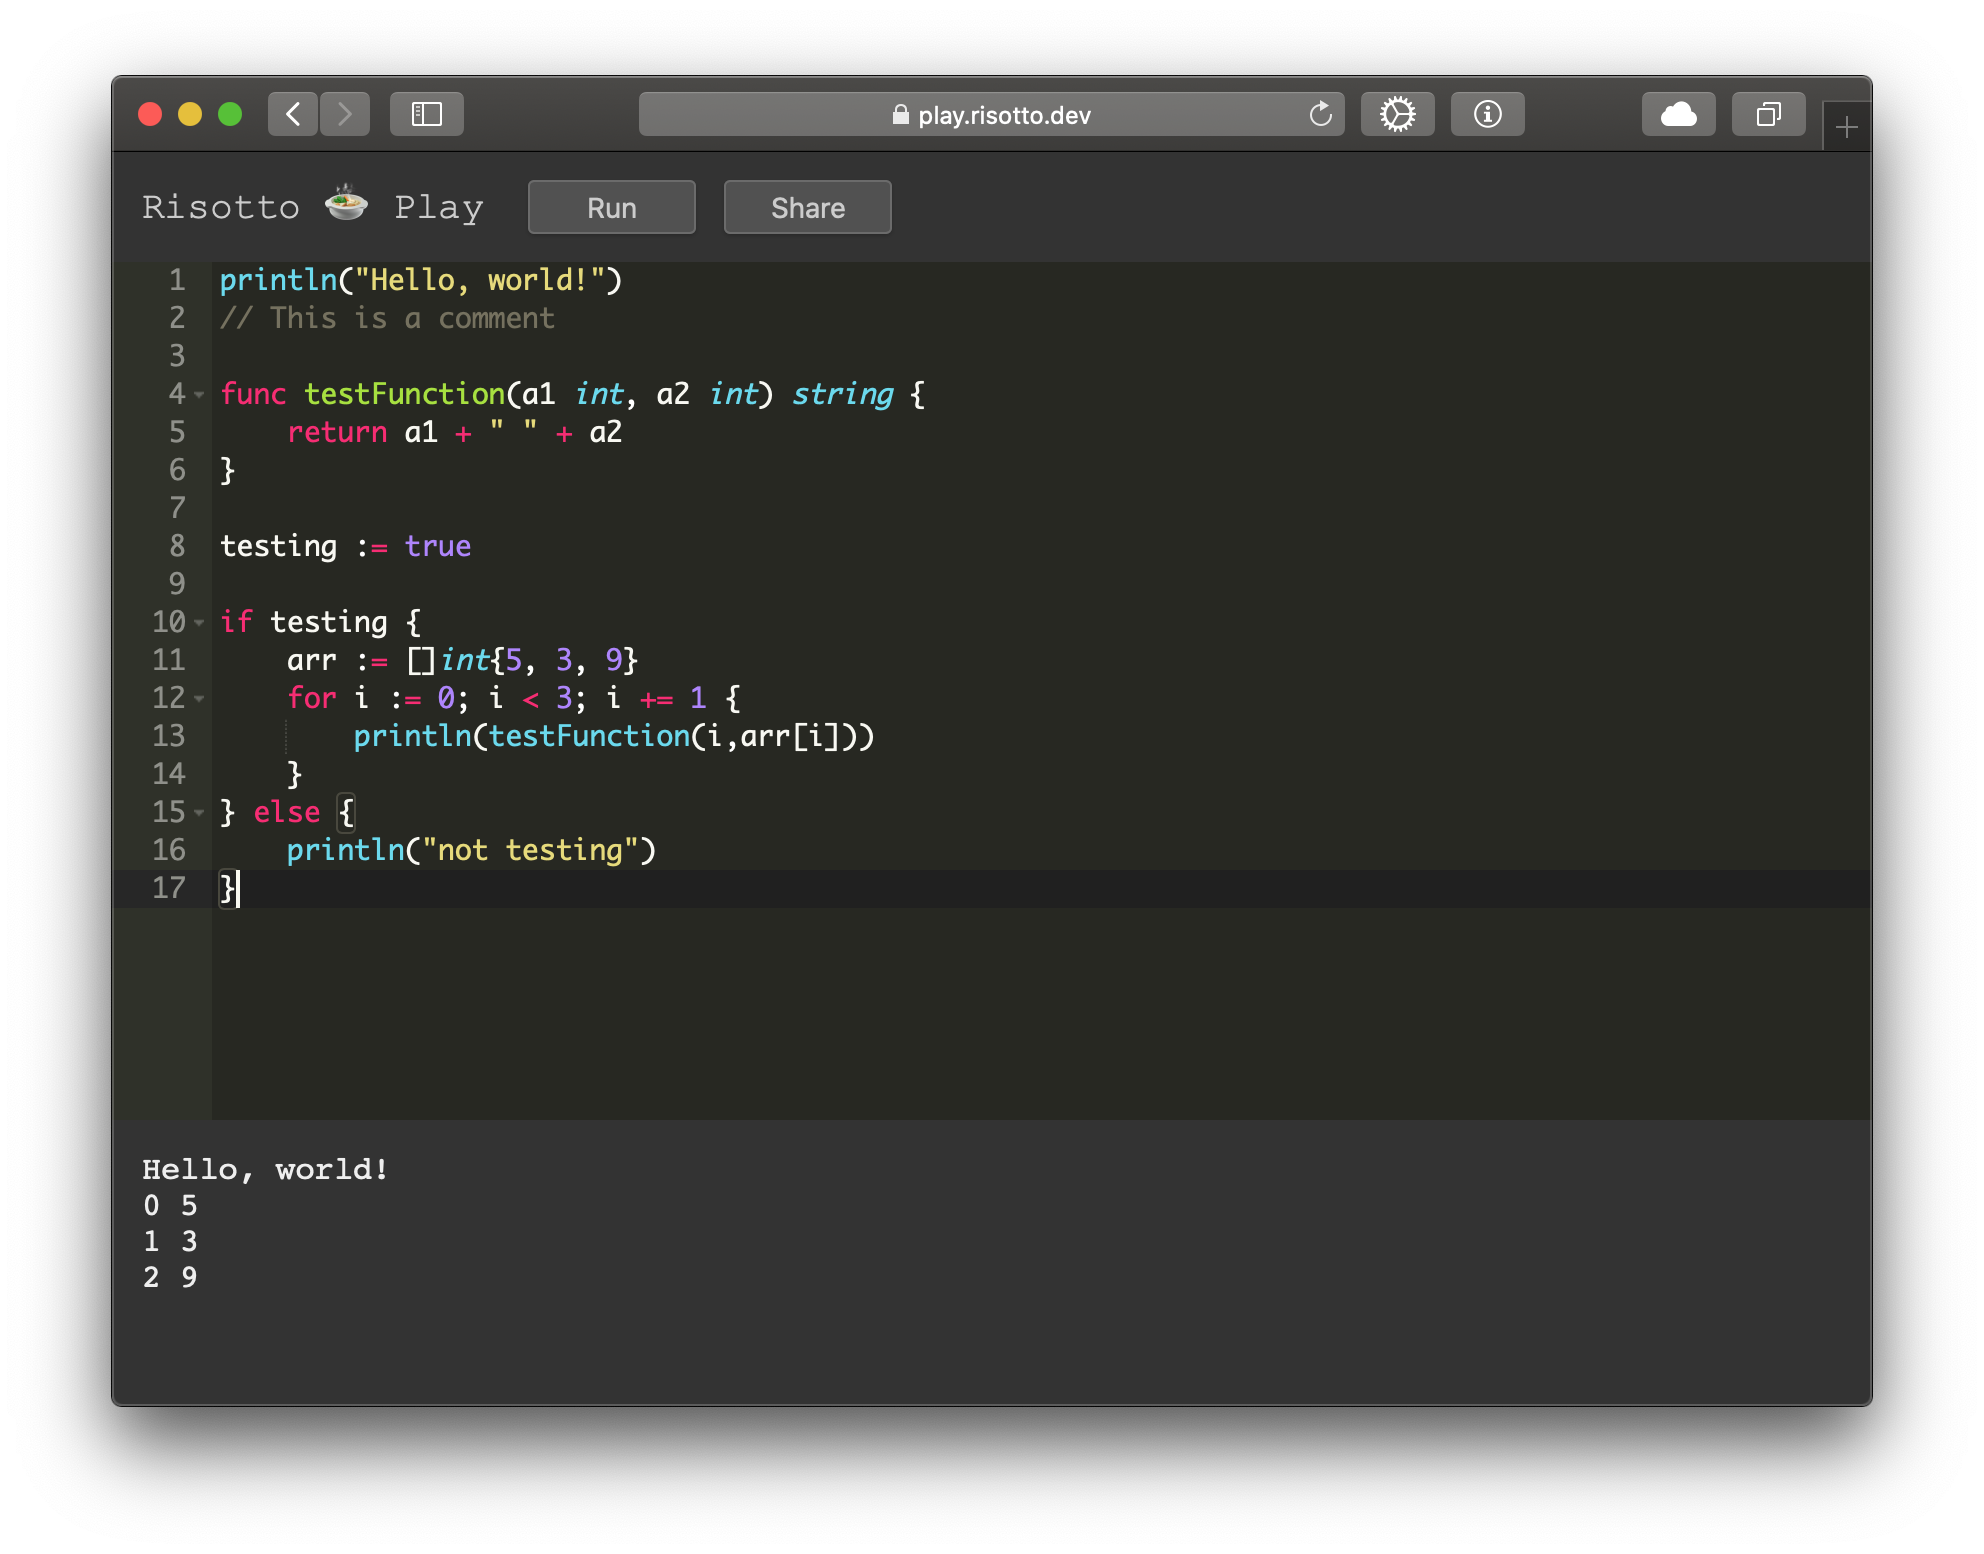 play.risotto.dev
Risotto 🍲 Play Run Share
1 println("Hello, world!")
2 // This is a comment
3
4 func testFunction(a1 int, a2 int) string {
5     return a1 + " " + a2
6 }
7
8 testing := true
9
10 if testing {
11     arr := []int{5, 3, 9}
12     for i := 0; i < 3; i += 1 {
13         println(testFunction(i,arr[i]))
14     }
15 } else {
16     println("not testing")
17 }
Hello, world!
0 5
1 3
2 9